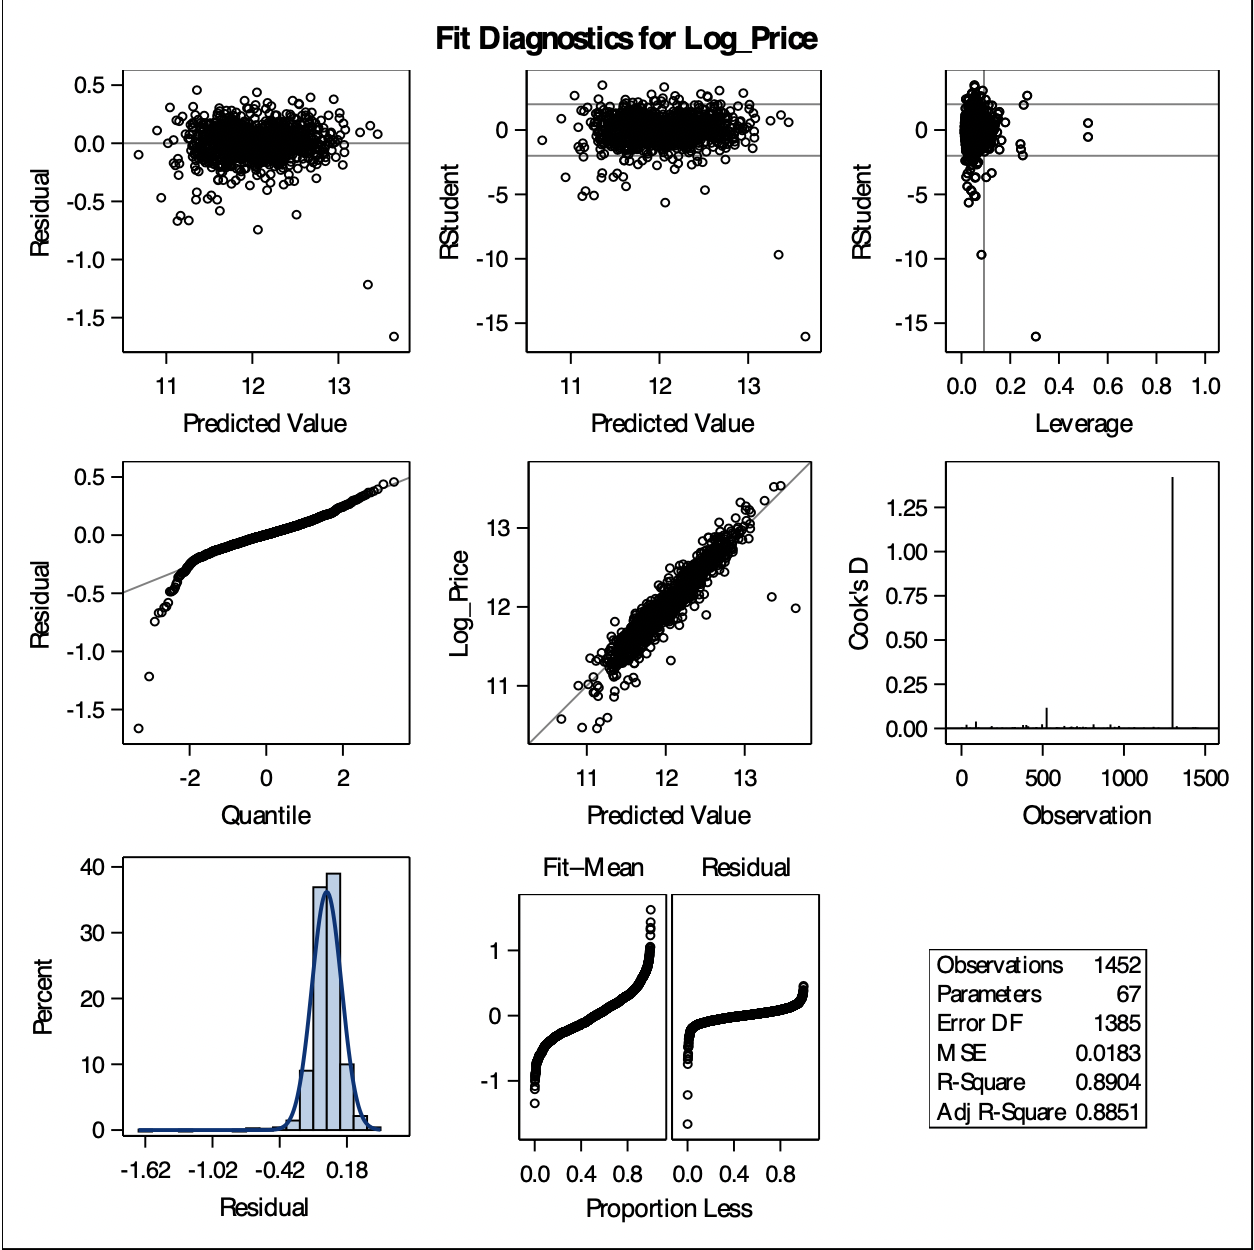 Fit Diagnostics for Log_Price
0.5
0.0
-0.5
-1.0
-1.5
Residual
11 12 13
Predicted Value
0
-5
-10
-15
RStudent
11 12 13
Predicted Value
0
-5
-10
-15
RStudent
0.0 0.2 0.4 0.6 0.8 1.0
Leverage
0.5
0.0
-0.5
-1.0
-1.5
Residual
-2 0 2
Quantile
13
12
11
Log_Price
11 12 13
Predicted Value
1.25
1.00
0.75
0.50
0.25
0.00
Cook's D
0 500 1000 1500
Observation
40
30
20
10
0
Percent
-1.62 -1.02 -0.42 0.18
Residual
Fit–Mean Residual
1
0
-1
0.0 0.4 0.8 0.0 0.4 0.8
Proportion Less
Observations 1452
Parameters 67
Error DF 1385
MSE 0.0183
R-Square 0.8904
Adj R-Square 0.8851